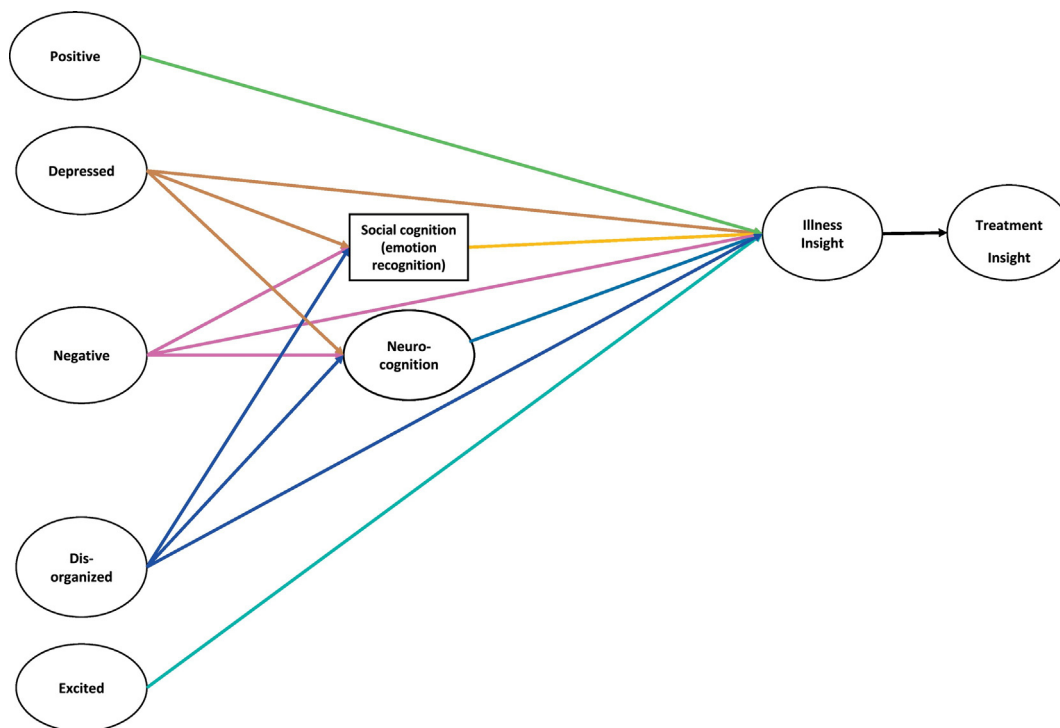 Positive
Depressed
Social cognition
(emotion
recognition)
Illness
Insight
Treatment
Insight
Negative
Neuro-
cognition
Dis-
organized
Excited